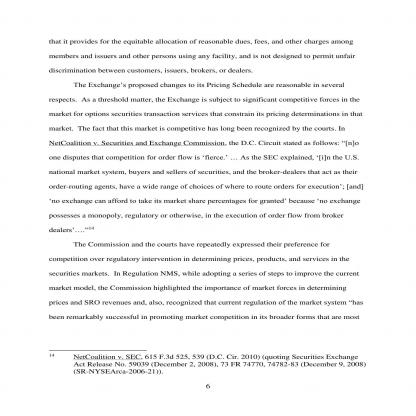 that it provides for the equitable allocation of reasonable dues, fees, and other charges among
members and issuers and other persons using any facility, and is not designed to permit unfair
discrimination between customers, issuers, brokers, or dealers.
The Exchange's proposed changes to its Pricing Schedule are reasonable in several
respects. As a threshold matter, the Exchange is subject to significant competitive forces in the
market for options securities transaction services that constrain its pricing determinations in that
market. The fact that this market is competitive has long been recognized by the courts. In
NetCoalition v. Securities and Exchange Commission, the D.C. Circuit stated as follows: "[n]o
one disputes that competition for order flow is 'fierce.' … As the SEC explained, '[i]n the U.S.
national market system, buyers and sellers of securities, and the broker-dealers that act as their
order-routing agents, have a wide range of choices of where to route orders for execution'; [and]
'no exchange can afford to take its market share percentages for granted' because 'no exchange
possesses a monopoly, regulatory or otherwise, in the execution of order flow from broker
dealers'…."14
The Commission and the courts have repeatedly expressed their preference for
competition over regulatory intervention in determining prices, products, and services in the
securities markets. In Regulation NMS, while adopting a series of steps to improve the current
market model, the Commission highlighted the importance of market forces in determining
prices and SRO revenues and, also, recognized that current regulation of the market system "has
been remarkably successful in promoting market competition in its broader forms that are most
14 NetCoalition v. SEC, 615 F.3d 525, 539 (D.C. Cir. 2010) (quoting Securities Exchange
Act Release No. 59039 (December 2, 2008), 73 FR 74770, 74782-83 (December 9, 2008)
(SR-NYSEArca-2006-21)).
6